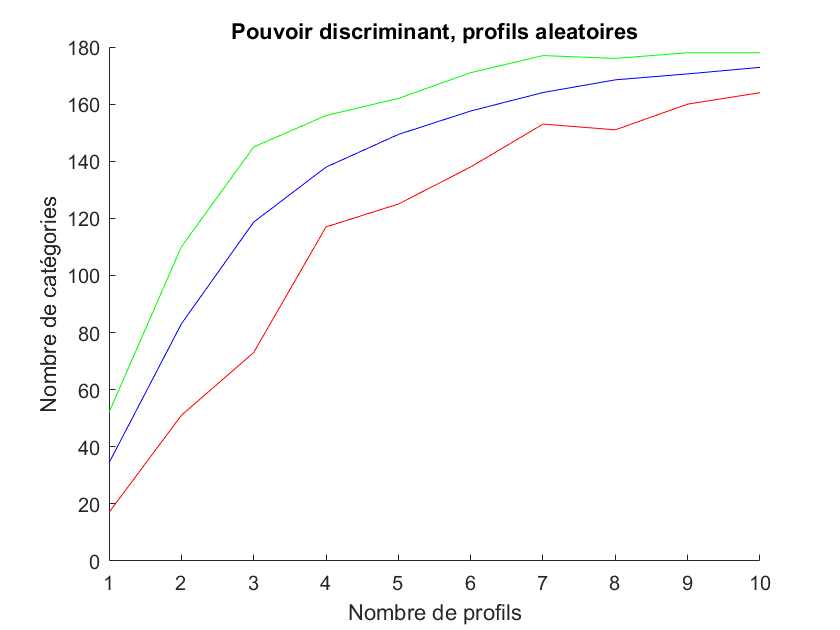 Pouvoir discriminant, profils aleatoires
180
160
140
120
100
80
60
40
20
0
Nombre de catégories
1 2 3 4 5 6 7 8 9 10
Nombre de profils